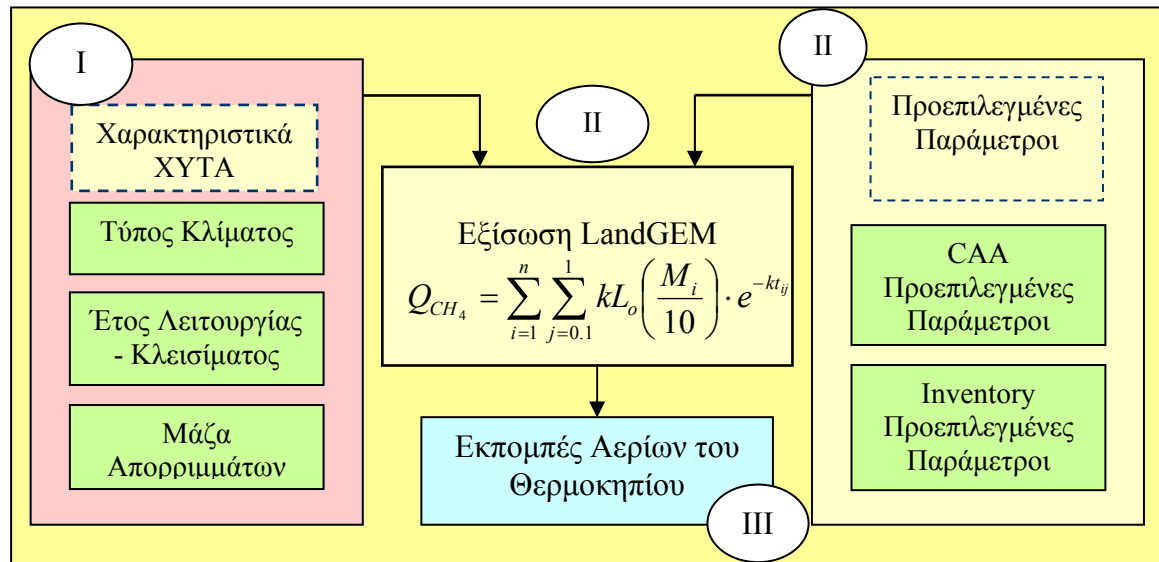 I
Χαρακτηριστικά
ΧΥΤΑ
Τύπος Κλίματος
Έτος Λειτουργίας
- Κλεισίματος
Μάζα
Απορριμμάτων
II
Εξίσωση LandGEM
$Q_{CH_4} = \sum_{i=1}^{n} \sum_{j=0.1}^{1} kL_o \left( \frac{M_i}{10} \right) \cdot e^{-kt_{ij}}$
Εκπομπές Αερίων του
Θερμοκηπίου
III
II
Προεπιλεγμένες
Παράμετροι
CAA
Προεπιλεγμένες
Παράμετροι
Inventory
Προεπιλεγμένες
Παράμετροι